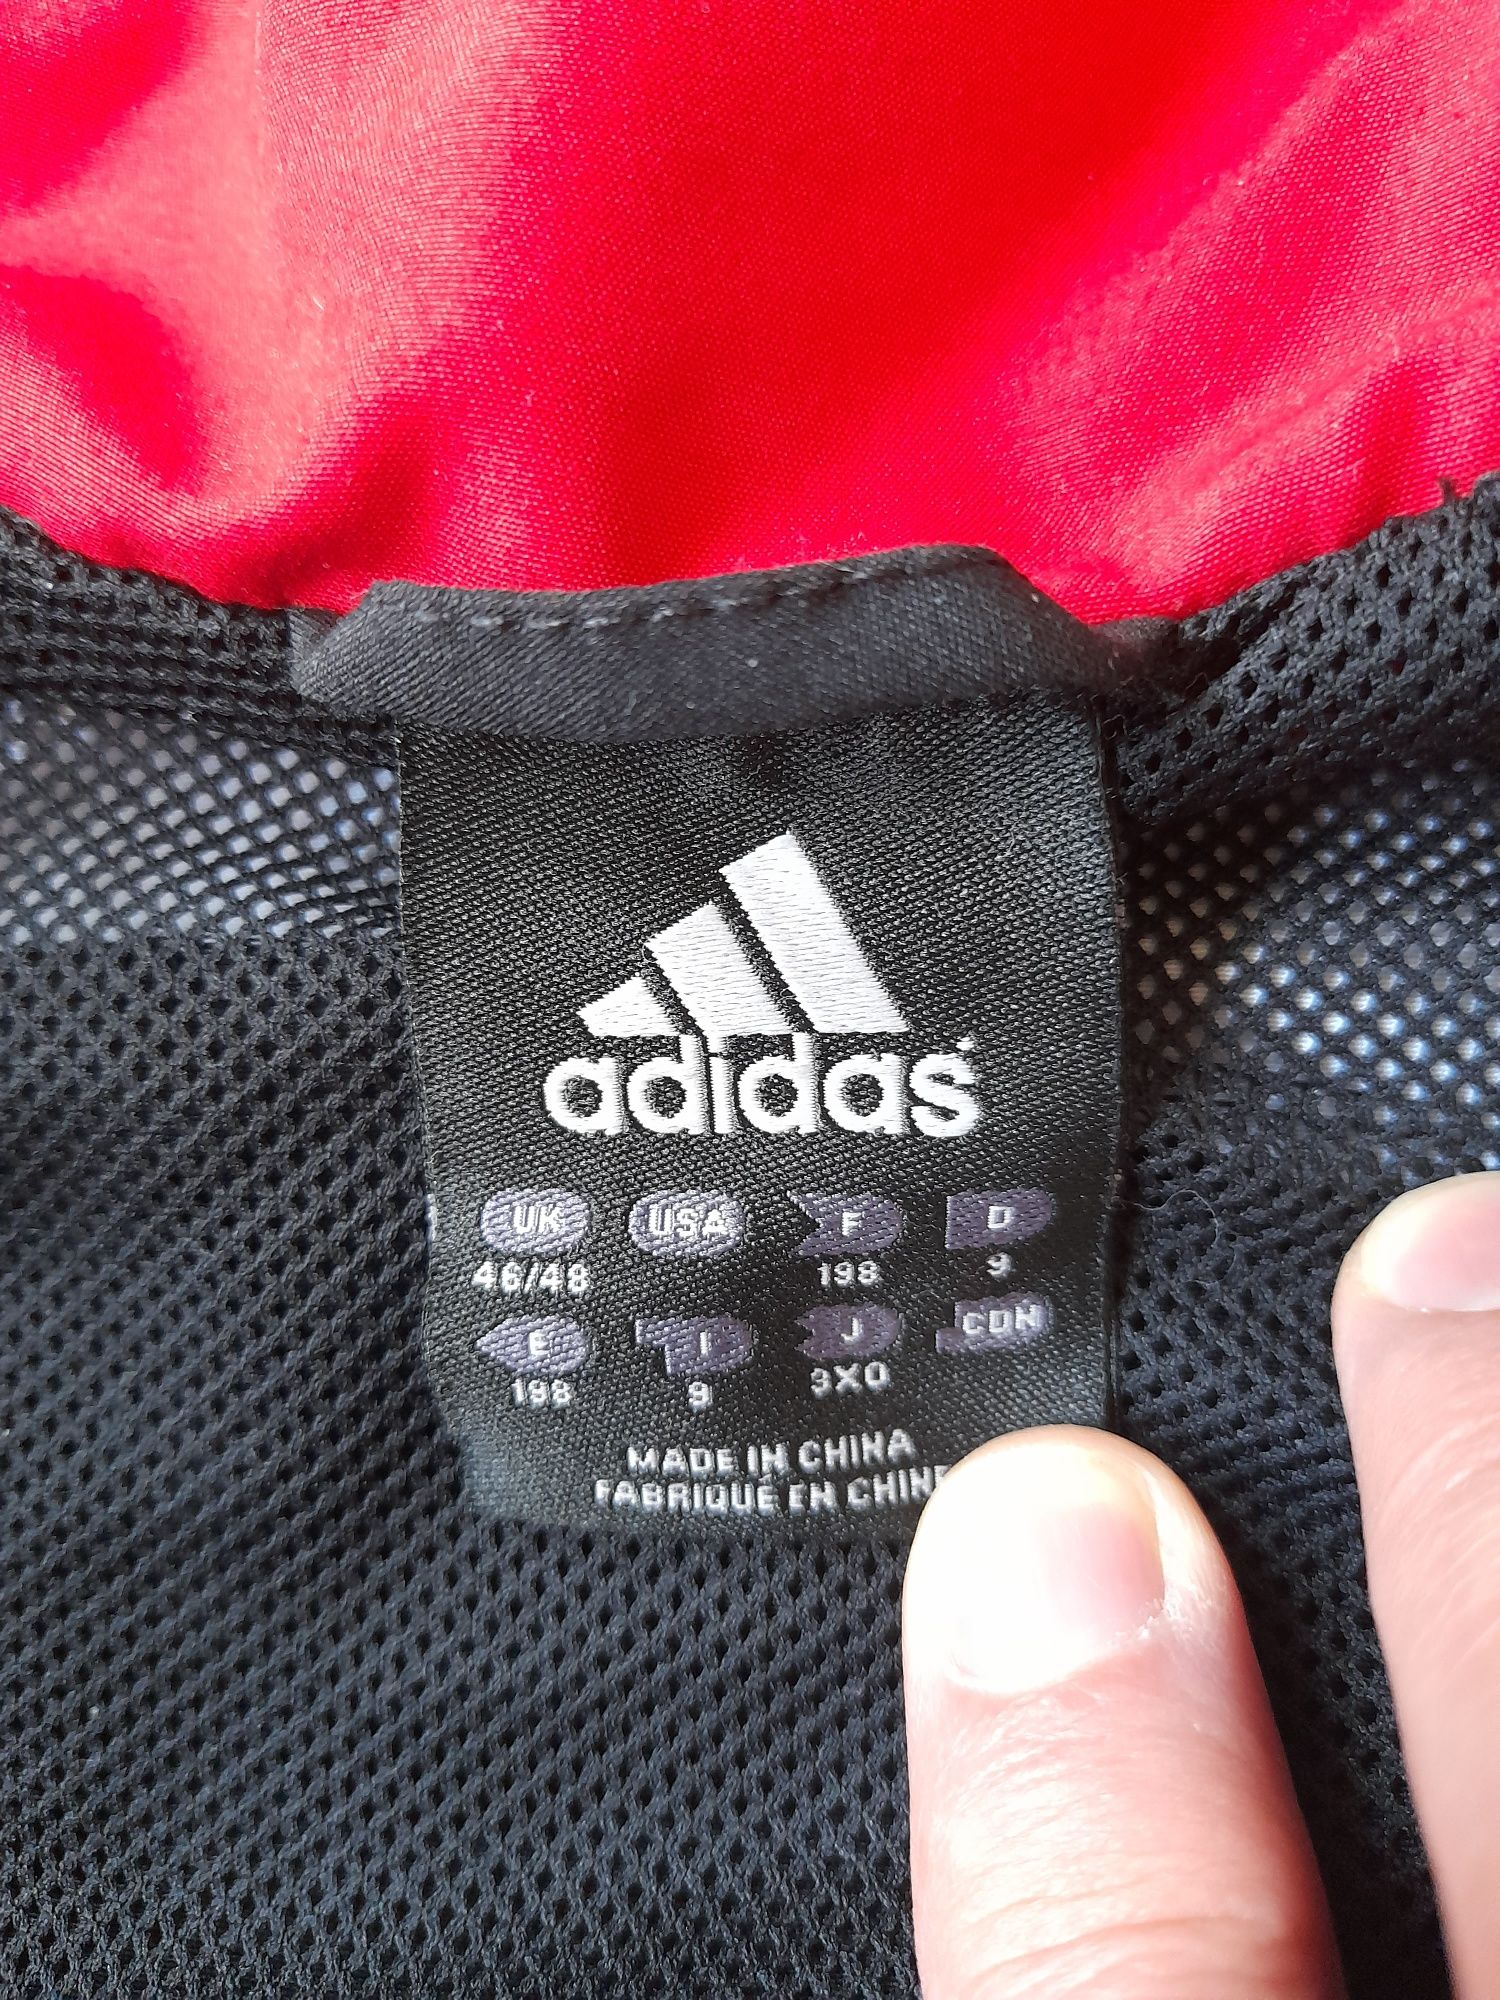 adidas
UK USA F D
46/48 198 9
E I J CDN
198 9 3XO
MADE IN CHINA
FABRIQUÉ EN CHINE